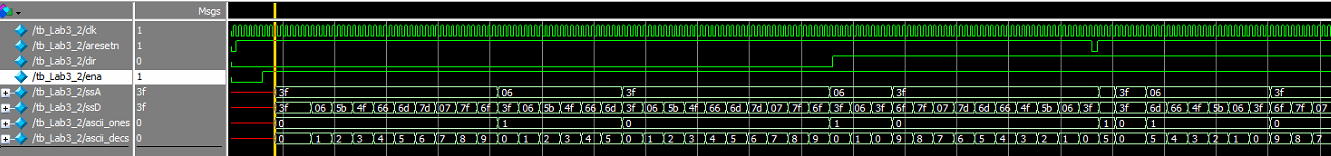 Msgs
/tb_Lab3_2/clk 1
/tb_Lab3_2/aresetn 1
/tb_Lab3_2/dir 0
/tb_Lab3_2/ena 1
/tb_Lab3_2/ssA 3f 3f 06 3f 06 3f 3f 06 3f
/tb_Lab3_2/ssD 3f 3f 06 5b 4f 66 6d 7d 07 7f 6f 3f 06 5b 4f 66 6d 3f 06 5b 4f 66 6d 7d 07 7f 6f 3f 06 3f 6f 7f 07 7d 6d 66 4f 5b 06 3f 3f 6d 66 4f 5b 06 3f 6f 7f 07
/tb_Lab3_2/ascii_ones 0 0 1 0 1 0 1 0 1 0
/tb_Lab3_2/ascii_decs 0 0 1 2 3 4 5 6 7 8 9 0 1 2 3 4 5 0 1 2 3 4 5 6 7 8 9 0 1 0 9 8 7 6 5 4 3 2 1 0 5 0 5 4 3 2 1 0 9 8 7